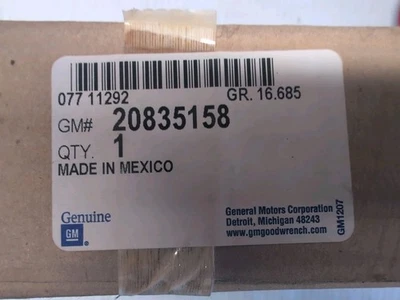 07 11292 GR. 16.685
GM# 20835158
QTY. 1
MADE IN MEXICO
Genuine
GM
General Motors Corporation
Detroit, Michigan 48243
www.gmgoodwrench.com
GM1207